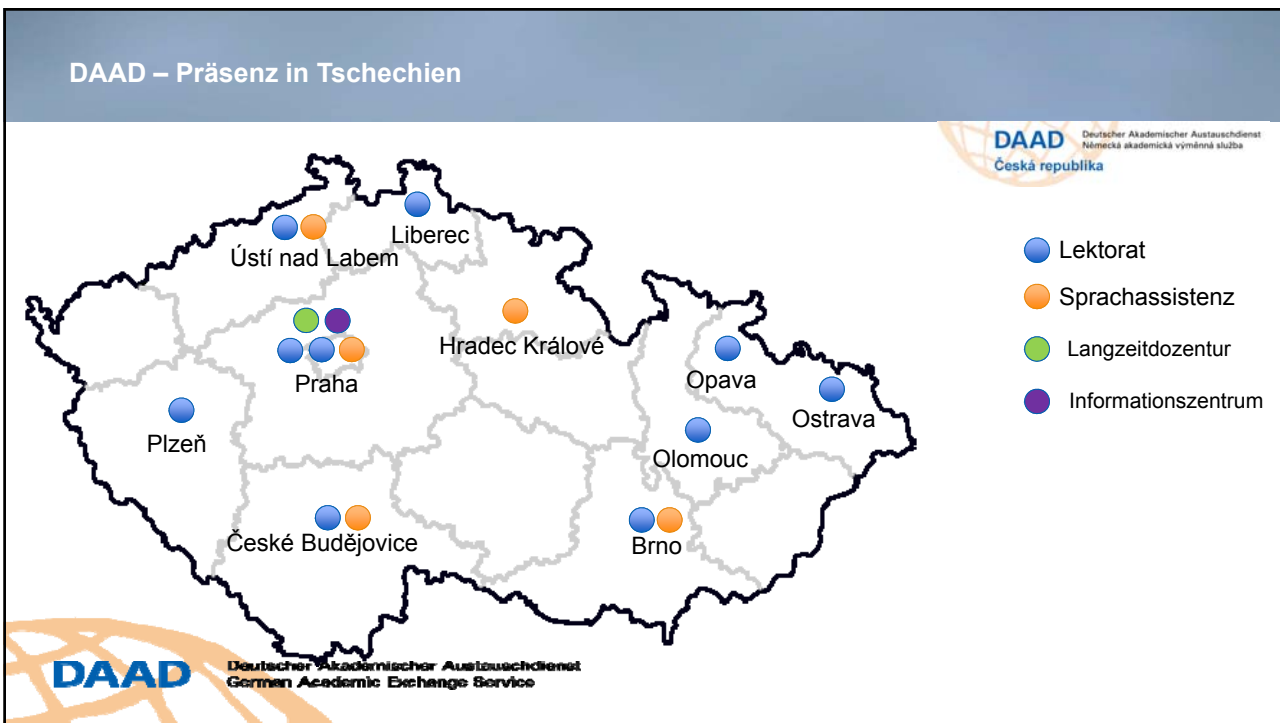 DAAD – Präsenz in Tschechien
DAAD
Deutscher Akademischer Austauschdienst
Německá akademická výměnná služba
Česká republika
Liberec
Ústí nad Labem
Hradec Králové
Praha
Opava
Ostrava
Plzeň
Olomouc
České Budějovice
Brno
Lektorat
Sprachassistenz
Langzeitdozentur
Informationszentrum
DAAD
Deutscher Akademischer Austauschdienst
German Academic Exchange Service